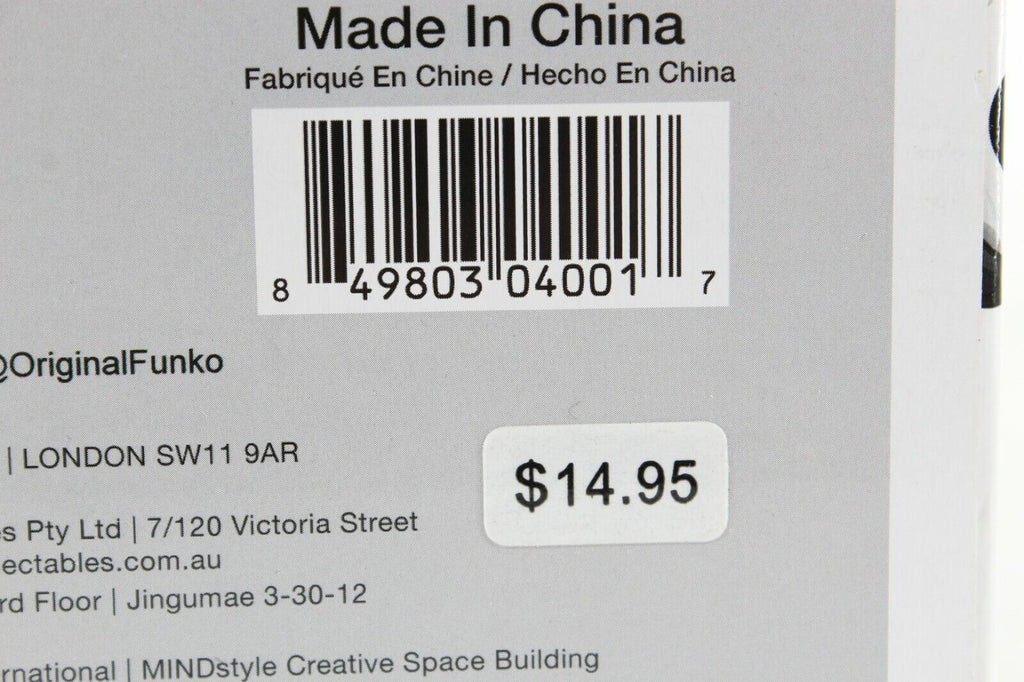 Made In China
Fabriqué En Chine / Hecho En China
8 49803 04001 7
@OriginalFunko
| LONDON SW11 9AR
$14.95
s Pty Ltd | 7/120 Victoria Street
ectables.com.au
rd Floor | Jingumae 3-30-12
rnational | MINDstyle Creative Space Building